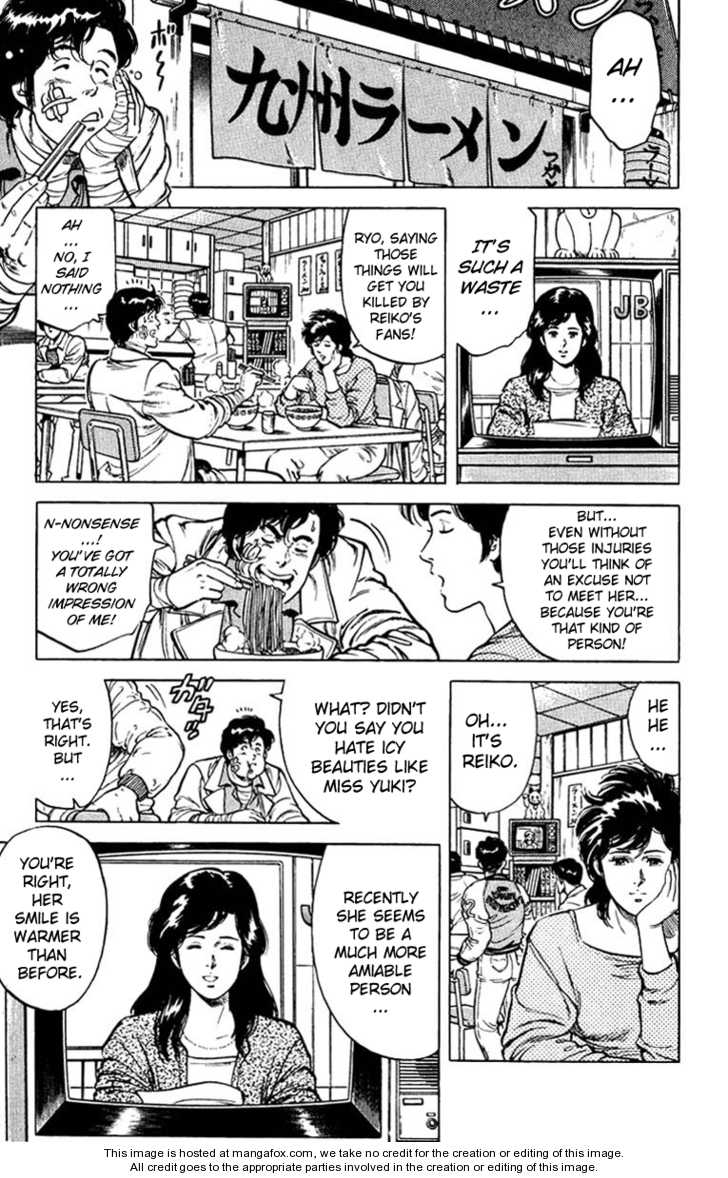 AH
...
ボ～
九州ラーメン
つかさ
IT'S
SUCH A
WASTE
...
JB
RYO, SAYING
THOSE
THINGS WILL
GET YOU
KILLED BY
REIKO'S
FANS!
AH
...
NO, I
SAID
NOTHING
...
BUT...
EVEN WITHOUT
THOSE INJURIES
YOU'LL THINK OF
AN EXCUSE NOT
TO MEET HER...
BECAUSE YOU'RE
THAT KIND OF
PERSON!
N-NONSENSE
...!
YOU'VE GOT
A TOTALLY
WRONG
IMPRESSION
OF ME!
HE
HE
...
OH...
IT'S
REIKO.
WHAT? DIDN'T
YOU SAY YOU
HATE ICY
BEAUTIES LIKE
MISS YUKI?
ガタ!!
YES,
THAT'S
RIGHT.
BUT
...
RECENTLY
SHE SEEMS
TO BE A
MUCH MORE
AMIABLE
PERSON
...
YOU'RE
RIGHT,
HER
SMILE IS
WARMER
THAN
BEFORE.
This image is hosted at mangafox.com, we take no credit for the creation or editing of this image.
All credit goes to the appropriate parties involved in the creation or editing of this image.